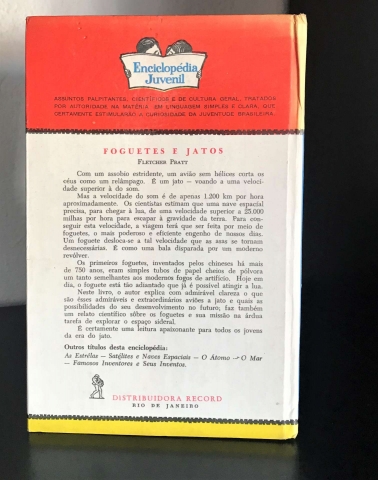 Enciclopédia
Juvenil
ASSUNTOS PALPITANTES, CIENTÍFICOS E DE CULTURA GERAL, TRATADOS
POR AUTORIDADE NA MATÉRIA EM LINGUAGEM SIMPLES E CLARA, QUE
CERTAMENTE ESTIMULARÃO A CURIOSIDADE DA JUVENTUDE BRASILEIRA.
FOGUETES E JATOS
FLETCHER PRATT
Com um assobio estridente, um avião sem hélices corta os
céus como um relâmpago. É um jato — voando a uma veloci-
dade superior à do som.
Mas a velocidade do som é de apenas 1.200 km por hora
aproximadamente. Os cientistas estimam que uma nave espacial
precisa, para chegar à lua, de uma velocidade superior a 25.000
milhas por hora para escapar à gravidade da terra. Para con-
seguir esta velocidade, a viagem terá que ser feita por meio de
foguetes, o mais poderoso e eficiente engenho de nossos dias.
Um foguete desloca-se a tal velocidade que as asas se tornam
desnecessárias. É como uma bala disparada por um moderno
revólver.
Os primeiros foguetes, inventados pelos chineses há mais
de 750 anos, eram simples tubos de papel cheios de pólvora
um tanto semelhantes aos modernos fogos de artifício. Hoje em
dia, o foguete está tão adiantado que já é possível atingir a lua.
Neste livro, o autor explica com admirável clareza o que
são êsses admiráveis e extraordinários aviões a jato e quais as
possibilidades do seu desenvolvimento no futuro; faz também
um relato científico sôbre os foguetes e sua missão na árdua
tarefa de explorar o espaço sideral.
É certamente uma leitura apaixonante para todos os jovens
da era do jato.
Outros títulos desta enciclopédia:
As Estrêlas — Satélites e Naves Espaciais — O Átomo — O Mar
— Famosos Inventores e Seus Inventos.
DISTRIBUIDORA RECORD
RIO DE JANEIRO